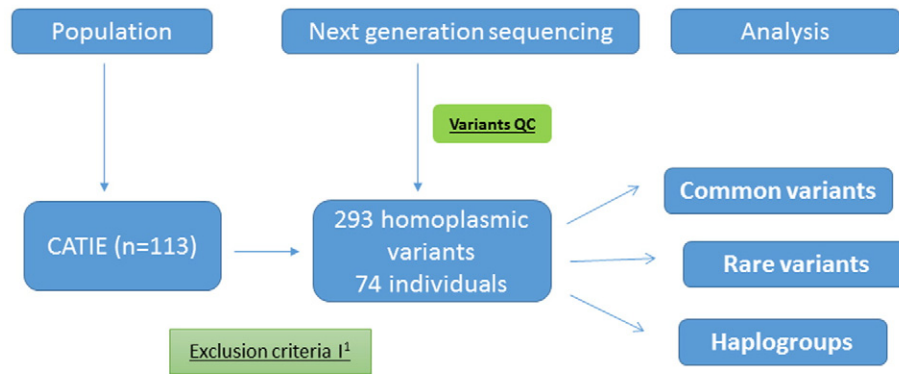 Population
Next generation sequencing
Analysis
Variants QC
CATIE (n=113)
293 homoplasmic
variants
74 individuals
Common variants
Rare variants
Haplogroups
Exclusion criteria I¹